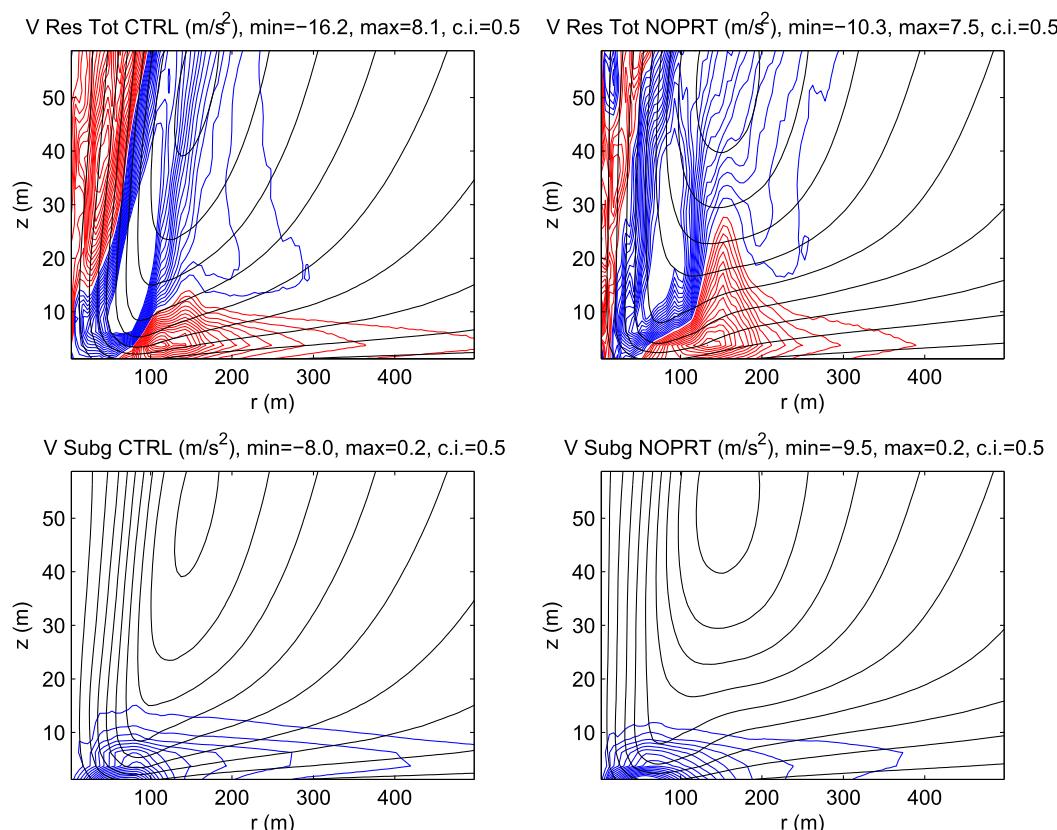 V Res Tot CTRL (m/s²), min=−16.2, max=8.1, c.i.=0.5
V Res Tot NOPRT (m/s²), min=−10.3, max=7.5, c.i.=0.5
z (m)
50
40
30
20
10
100 200 300 400
r (m)
z (m)
50
40
30
20
10
100 200 300 400
r (m)
V Subg CTRL (m/s²), min=−8.0, max=0.2, c.i.=0.5
V Subg NOPRT (m/s²), min=−9.5, max=0.2, c.i.=0.5
z (m)
50
40
30
20
10
100 200 300 400
r (m)
z (m)
50
40
30
20
10
100 200 300 400
r (m)